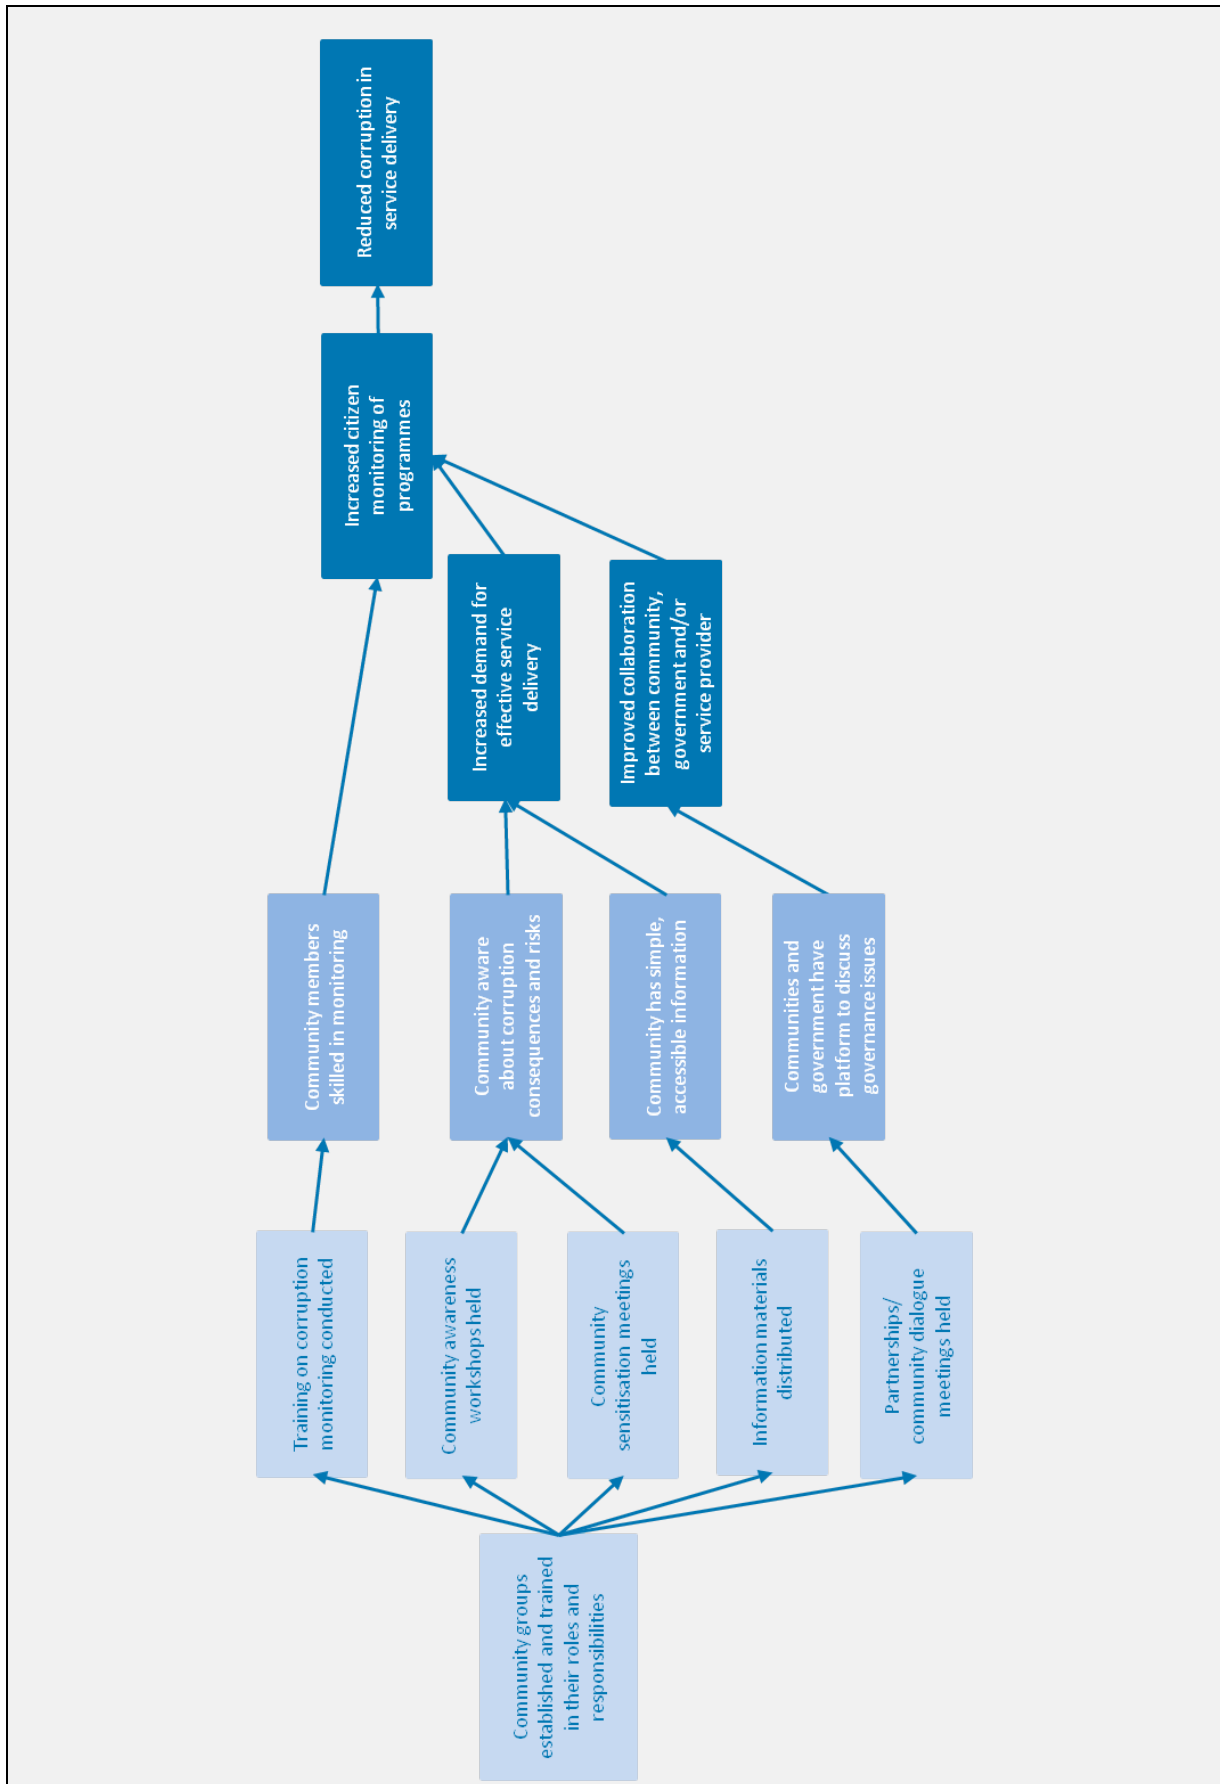 Community groups
established and trained
in their roles and
responsibilities
Training on corruption
monitoring conducted
Community awareness
workshops held
Community
sensitisation meetings
held
Information materials
distributed
Partnerships/
community dialogue
meetings held
Community members
skilled in monitoring
Community aware
about corruption
consequences and risks
Community has simple,
accessible information
Communities and
government have
platform to discuss
governance issues
Increased demand for
effective service
delivery
Improved collaboration
between community,
government and/or
service provider
Increased citizen
monitoring of
programmes
Reduced corruption in
service delivery